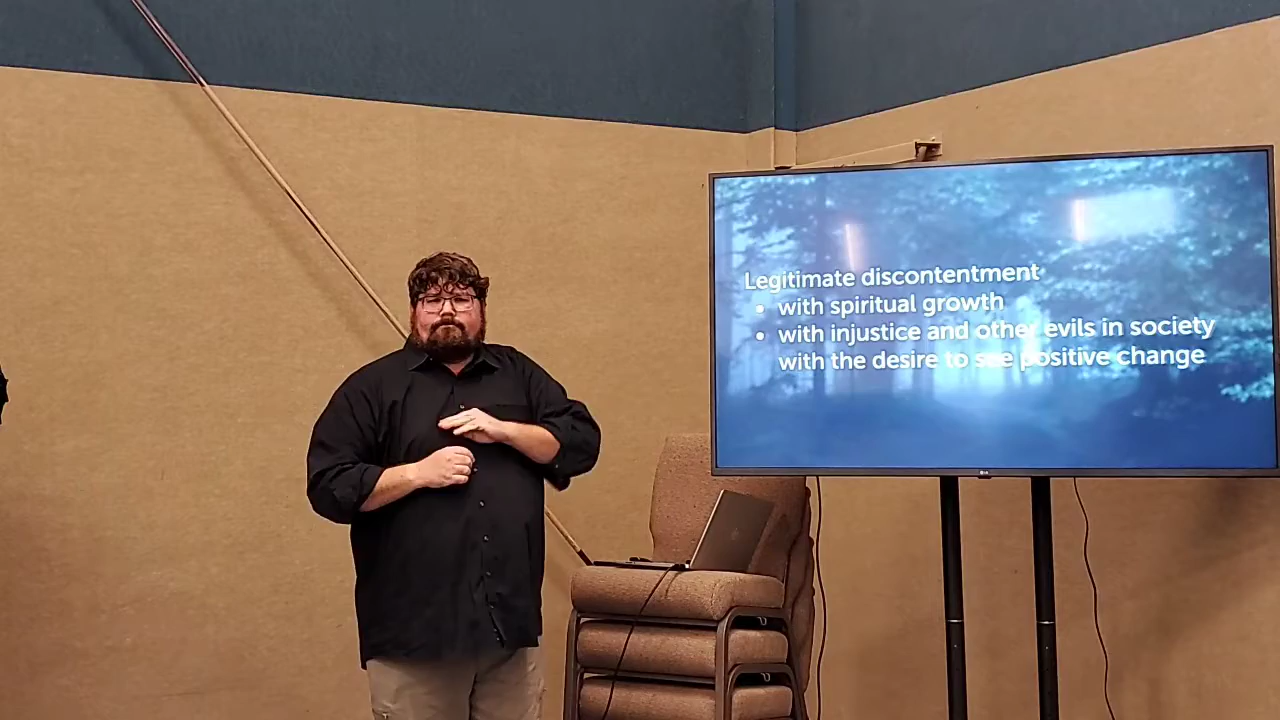 Legitimate discontentment
• with spiritual growth
• with injustice and other evils in society
with the desire to see positive change
LG